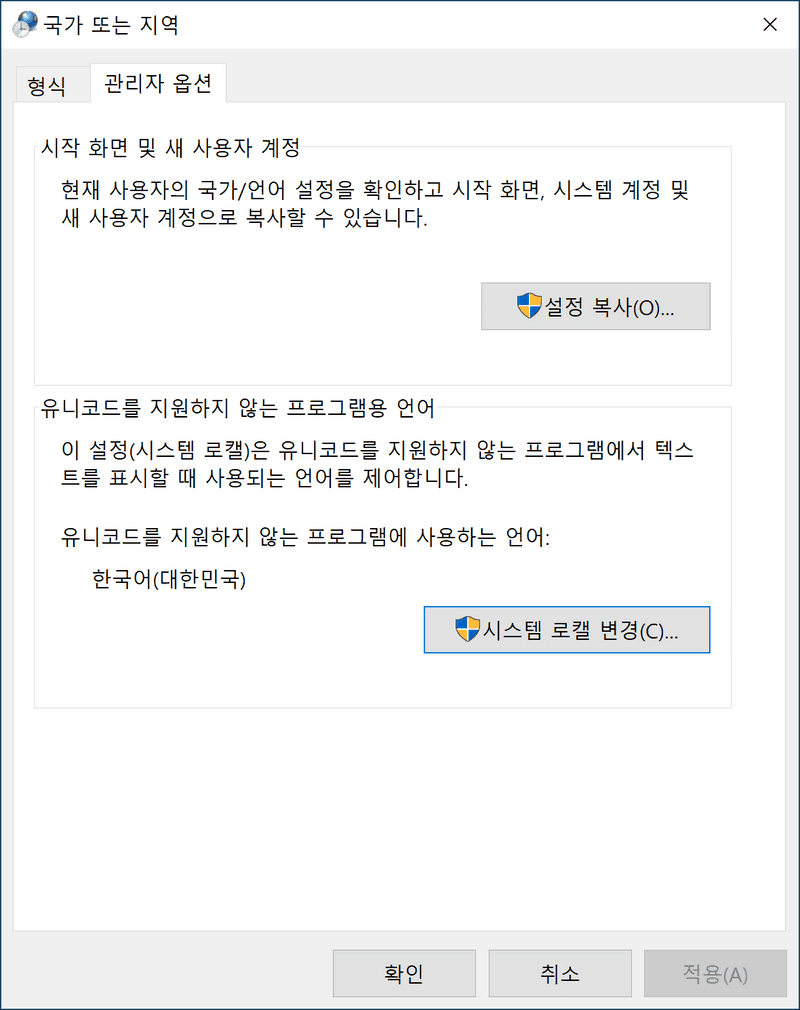 국가 또는 지역
형식
관리자 옵션
시작 화면 및 새 사용자 계정
현재 사용자의 국가/언어 설정을 확인하고 시작 화면, 시스템 계정 및
새 사용자 계정으로 복사할 수 있습니다.
설정 복사(O)...
유니코드를 지원하지 않는 프로그램용 언어
이 설정(시스템 로캘)은 유니코드를 지원하지 않는 프로그램에서 텍스
트를 표시할 때 사용되는 언어를 제어합니다.
유니코드를 지원하지 않는 프로그램에 사용하는 언어:
한국어(대한민국)
시스템 로캘 변경(C)...
확인
취소
적용(A)